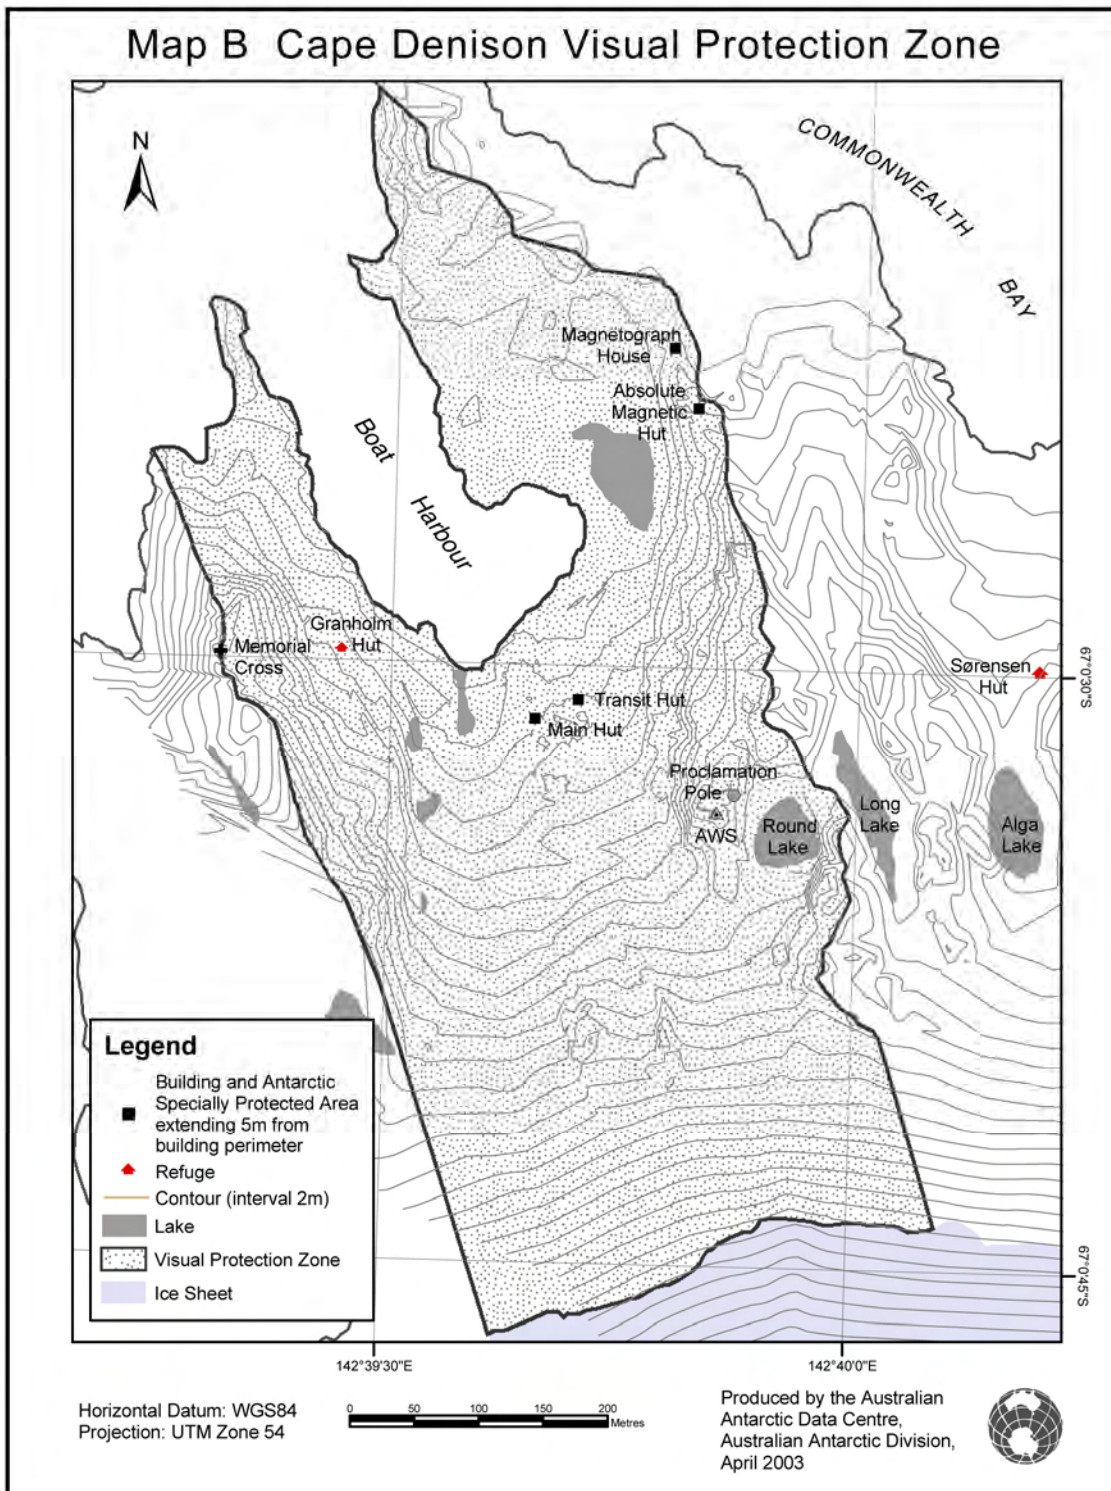 Map B  Cape Denison Visual Protection Zone
N
COMMONWEALTH
BAY
Magnetograph
House
Absolute
Magnetic
Hut
Boat
Harbour
Granholm
Hut
Memorial
Cross
Sørensen
Hut
67°0'30"S
Transit Hut
Main Hut
Proclamation
Pole
AWS
Round
Lake
Long
Lake
Alga
Lake
Legend
Building and Antarctic
Specially Protected Area
extending 5m from
building perimeter
Refuge
Contour (interval 2m)
Lake
Visual Protection Zone
Ice Sheet
67°0'45"S
142°39'30"E
142°40'0"E
Horizontal Datum: WGS84
Projection: UTM Zone 54
0 50 100 150 200
Metres
Produced by the Australian
Antarctic Data Centre,
Australian Antarctic Division,
April 2003